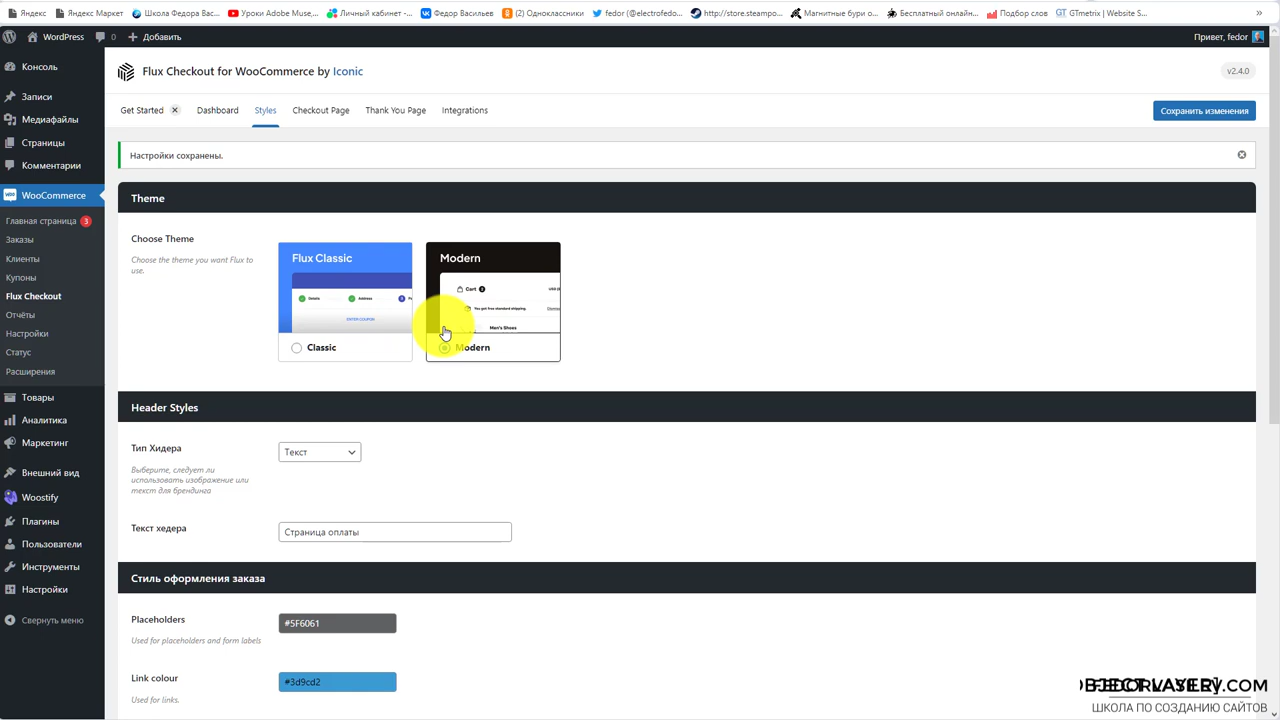 Яндекс
Яндекс Маркет
Школа Федора Вас...
Уроки Adobe Muse,...
Личный кабинет -...
Федор Васильев
(2) Одноклассники
fedor (@electrofedo...
http://store.steampo...
Магнитные бури о...
Бесплатный онлайн...
Подбор слов
GTmetrix | Website S...
»
WordPress
0
Добавить
Привет, fedor
Консоль
Записи
Медиафайлы
Страницы
Комментарии
WooCommerce
Главная страница 3
Заказы
Клиенты
Купоны
Flux Checkout
Отчёты
Настройки
Статус
Расширения
Товары
Аналитика
Маркетинг
Внешний вид
Woostify
Плагины
Пользователи
Инструменты
Настройки
Свернуть меню
Flux Checkout for WooCommerce by Iconic
v2.4.0
Get Started
Dashboard
Styles
Checkout Page
Thank You Page
Integrations
Сохранить изменения
Настройки сохранены.
Theme
Choose Theme
Choose the theme you want Flux to
use.
Flux Classic
Details
Address
ENTER COUPON
Classic
Modern
Cart 2
USD (
You got free standard shipping.
Men's Shoes
Modern
Header Styles
Тип Хидера
Выберите, следует ли
использовать изображение или
текст для брендинга
Текст
Текст хедера
Страница оплаты
Стиль оформления заказа
Placeholders
Used for placeholders and form labels
#5F6061
Link colour
Used for links.
#3d9cd2
ШКОЛА ПО СОЗДАНИЮ САЙТОВ